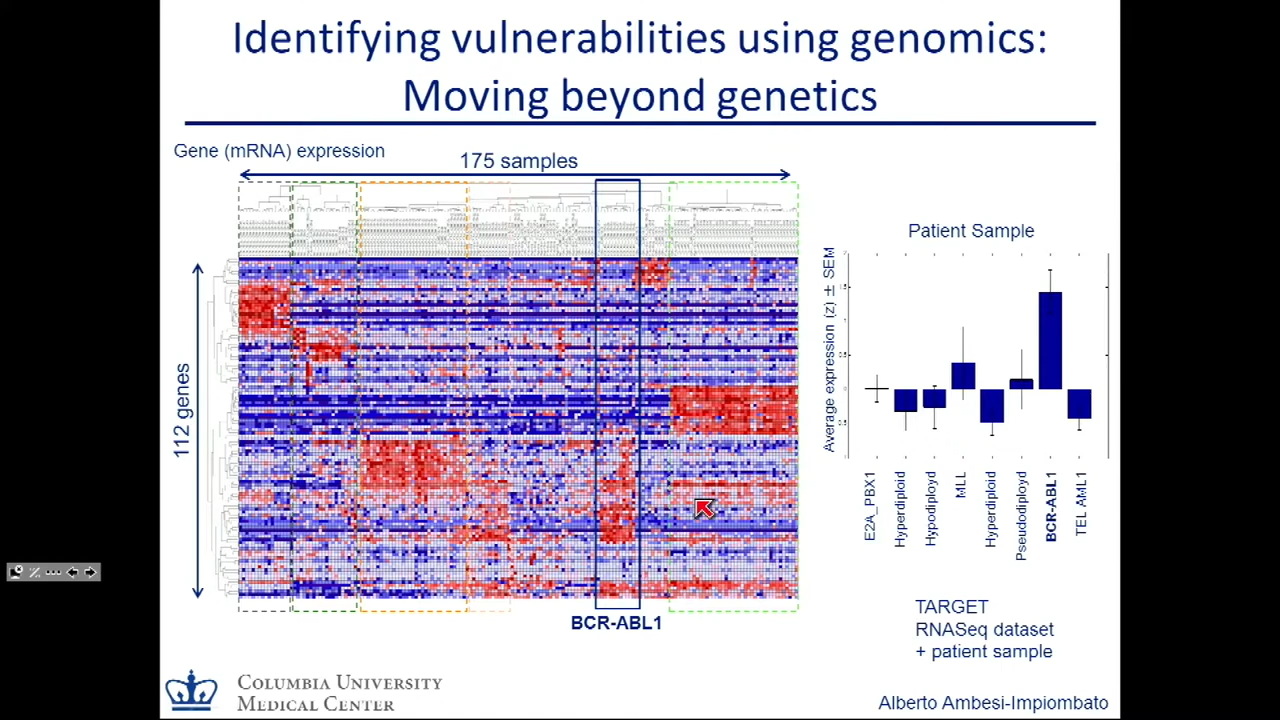 Identifying vulnerabilities using genomics:
Moving beyond genetics
Gene (mRNA) expression
175 samples
112 genes
BCR-ABL1
Patient Sample
Average expression (z) ± SEM
E2A_PBX1
Hyperdiploid
Hypodiployd
MLL
Hyperdiploid
Pseudodiployd
BCR-ABL1
TEL AML1
TARGET
RNASeq dataset
+ patient sample
COLUMBIA UNIVERSITY
MEDICAL CENTER
Alberto Ambesi-Impiombato